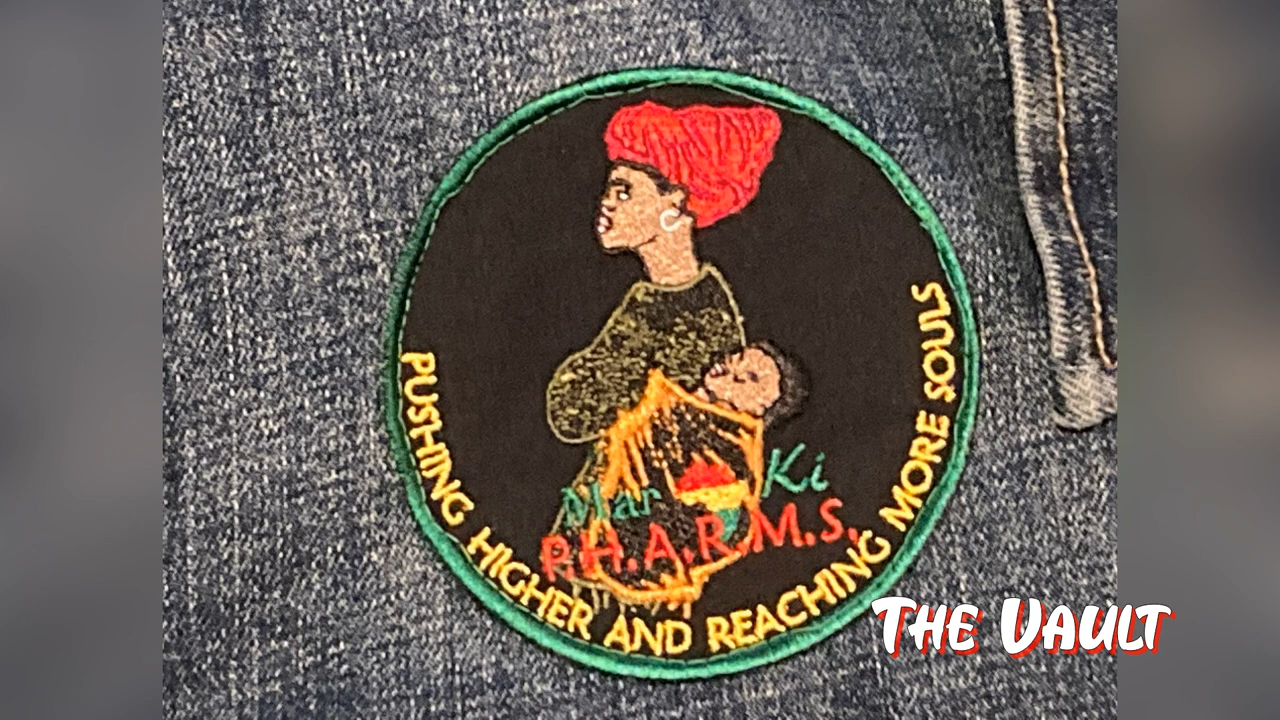 Mar Ki
P.H.A.R.M.S.
PUSHING HIGHER AND REACHING MORE SOULS
THE VAULT